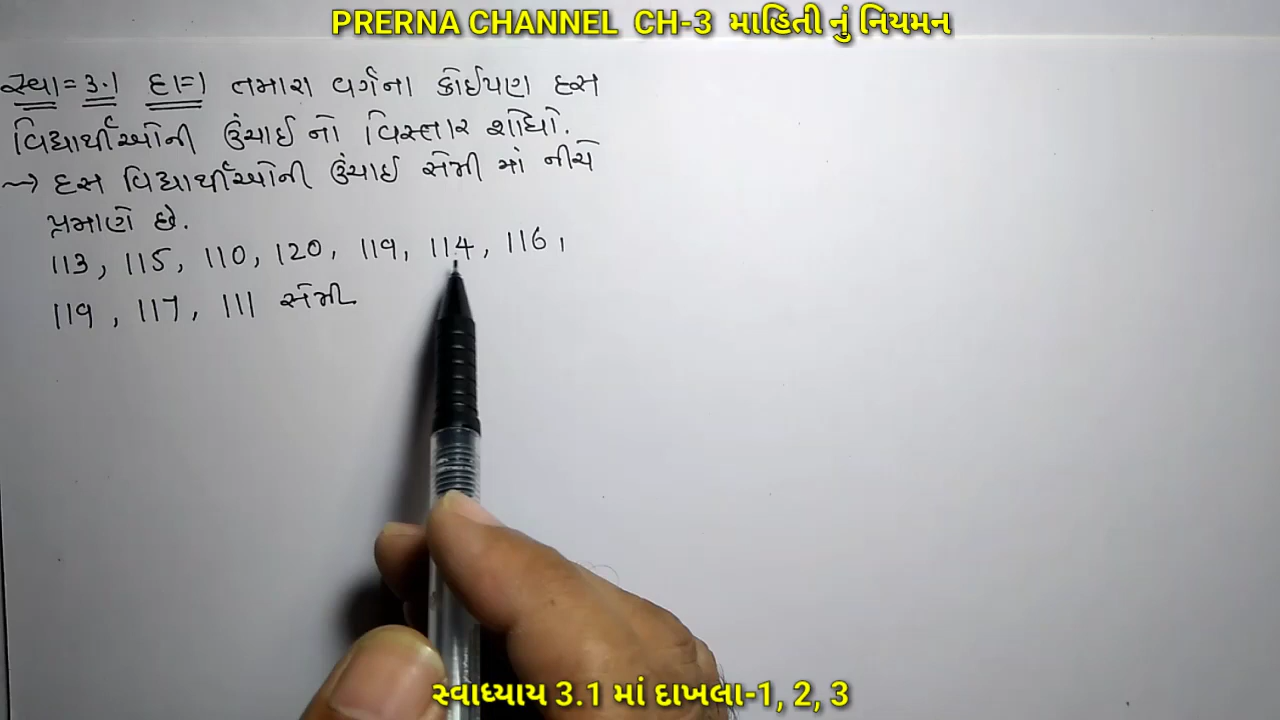 PRERNA CHANNEL CH-3 માહિતી નું નિયમન
સ્વા= 3.1 દા=1 તમારા વર્ગના કોઈપણ દસ
વિદ્યાર્થીઓની ઉંચાઈ નો વિસ્તાર શોધો.
→ દસ વિદ્યાર્થીઓની ઉંચાઈ સેમી માં નીચે
પ્રમાણે છે.
113, 115, 110, 120, 119, 114, 116,
119, 117, 111 સેમી
સ્વાધ્યાય 3.1 માં દાખલા-1, 2, 3